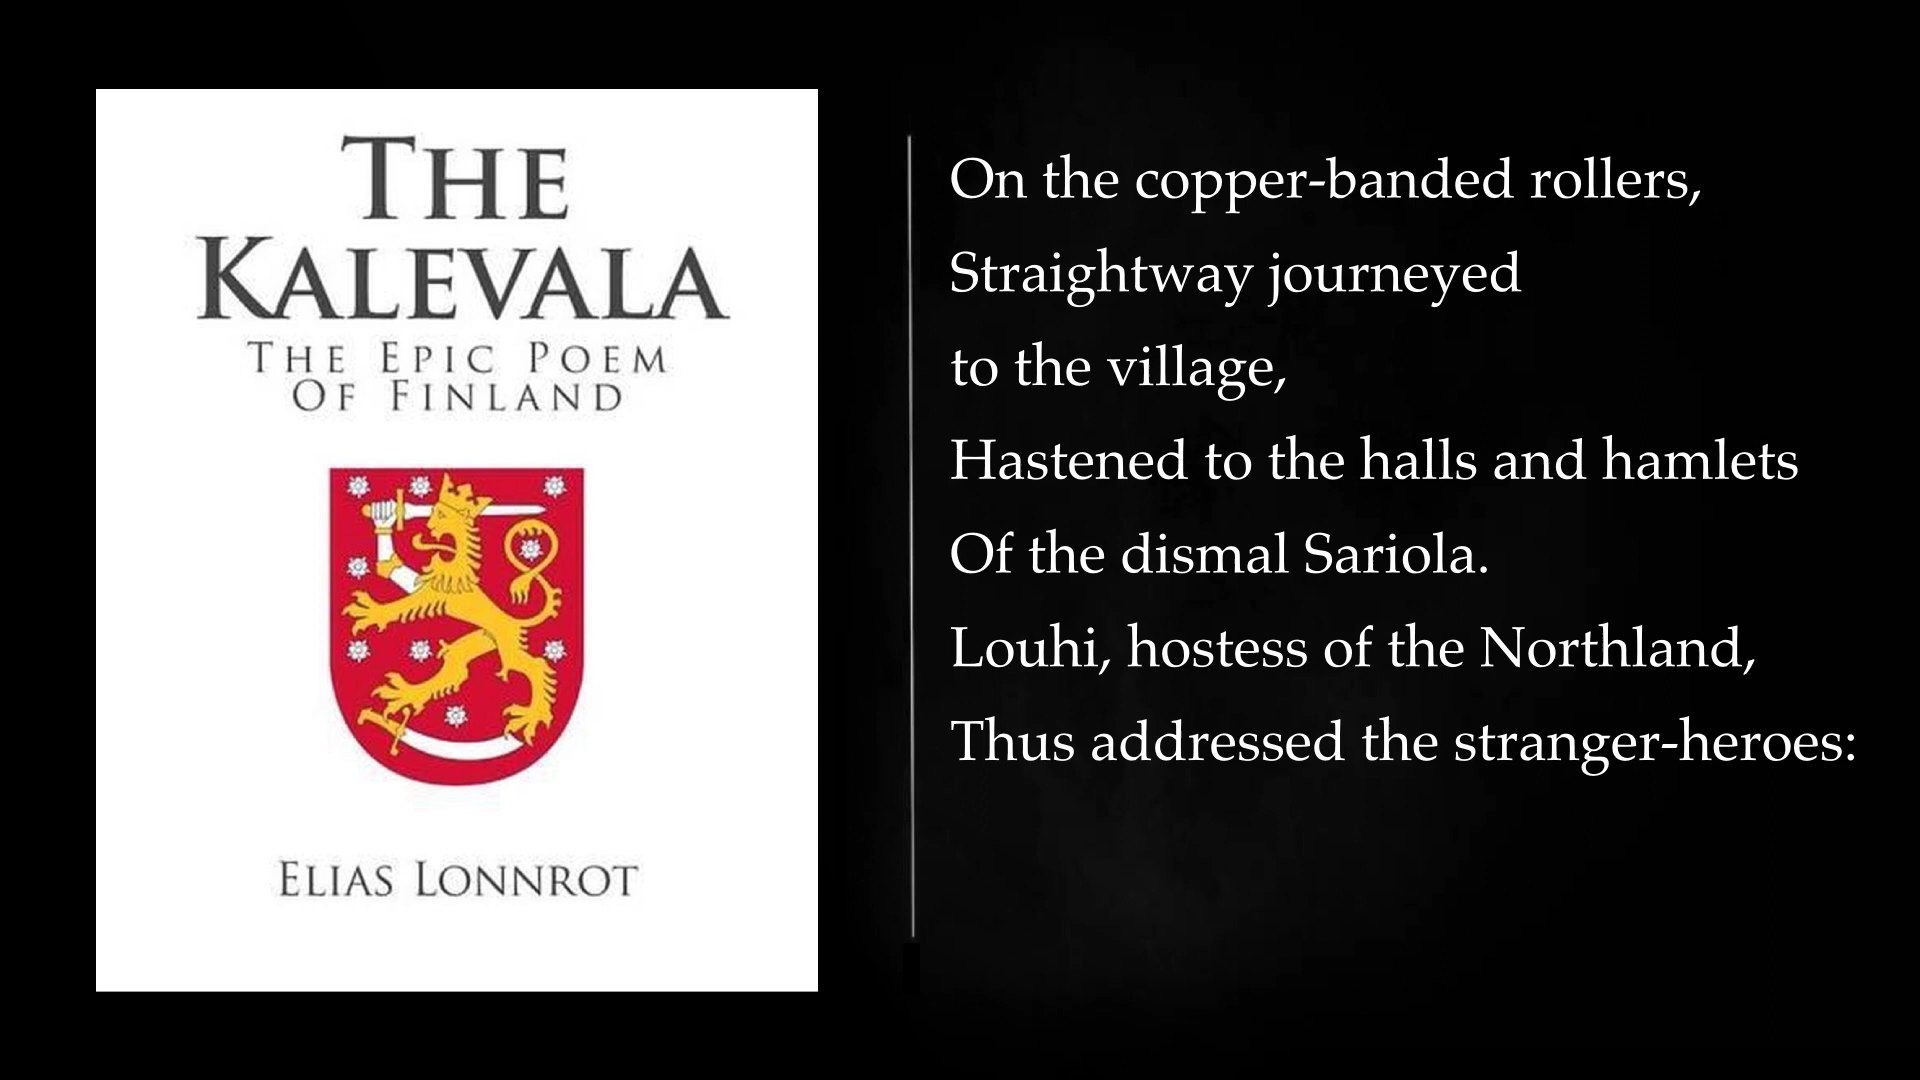 THE
KALEVALA
THE EPIC POEM
OF FINLAND
ELIAS LONNROT
On the copper-banded rollers,
Straightway journeyed
to the village,
Hastened to the halls and hamlets
Of the dismal Sariola.
Louhi, hostess of the Northland,
Thus addressed the stranger-heroes: